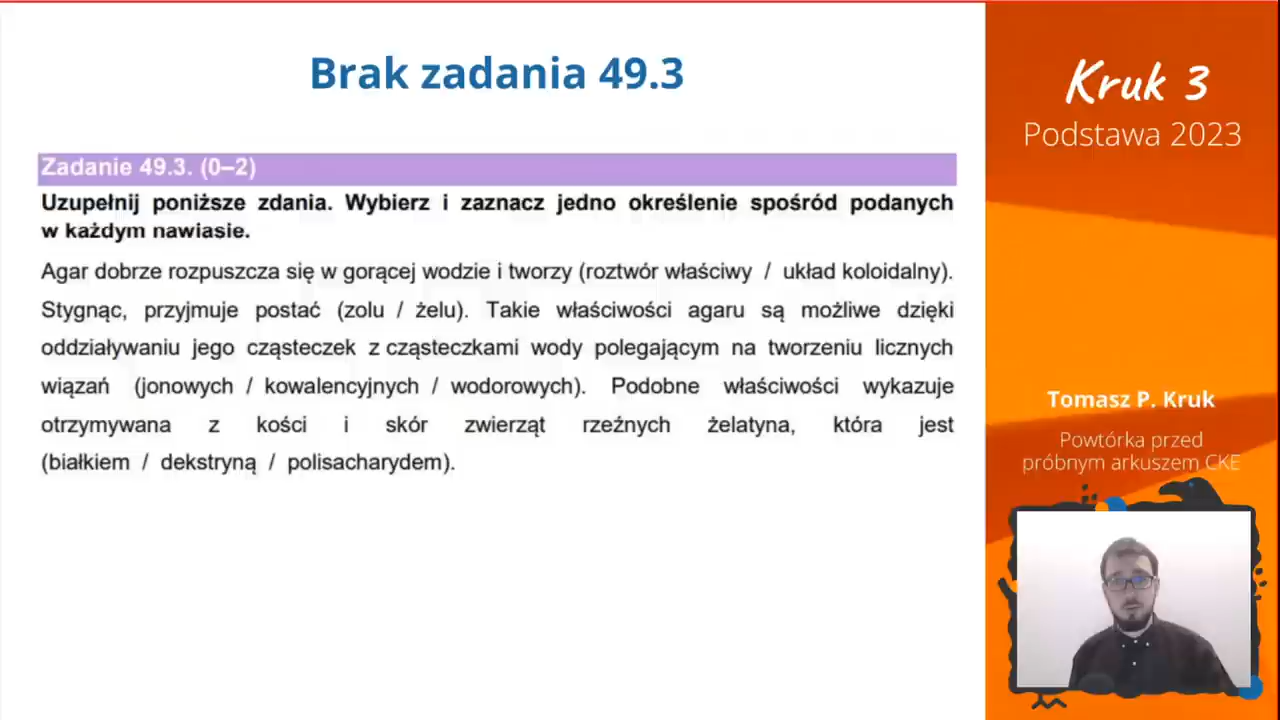 Brak zadania 49.3
Zadanie 49.3. (0–2)
Uzupełnij poniższe zdania. Wybierz i zaznacz jedno określenie spośród podanych
w każdym nawiasie.
Agar dobrze rozpuszcza się w gorącej wodzie i tworzy (roztwór właściwy / układ koloidalny).
Stygnąc, przyjmuje postać (zolu / żelu). Takie właściwości agaru są możliwe dzięki
oddziaływaniu jego cząsteczek z cząsteczkami wody polegającym na tworzeniu licznych
wiązań (jonowych / kowalencyjnych / wodorowych). Podobne właściwości wykazuje
otrzymywana z kości i skór zwierząt rzeźnych żelatyna, która jest
(białkiem / dekstryną / polisacharydem).
Kruk 3
Podstawa 2023
Tomasz P. Kruk
Powtórka przed
próbnym arkuszem CKE